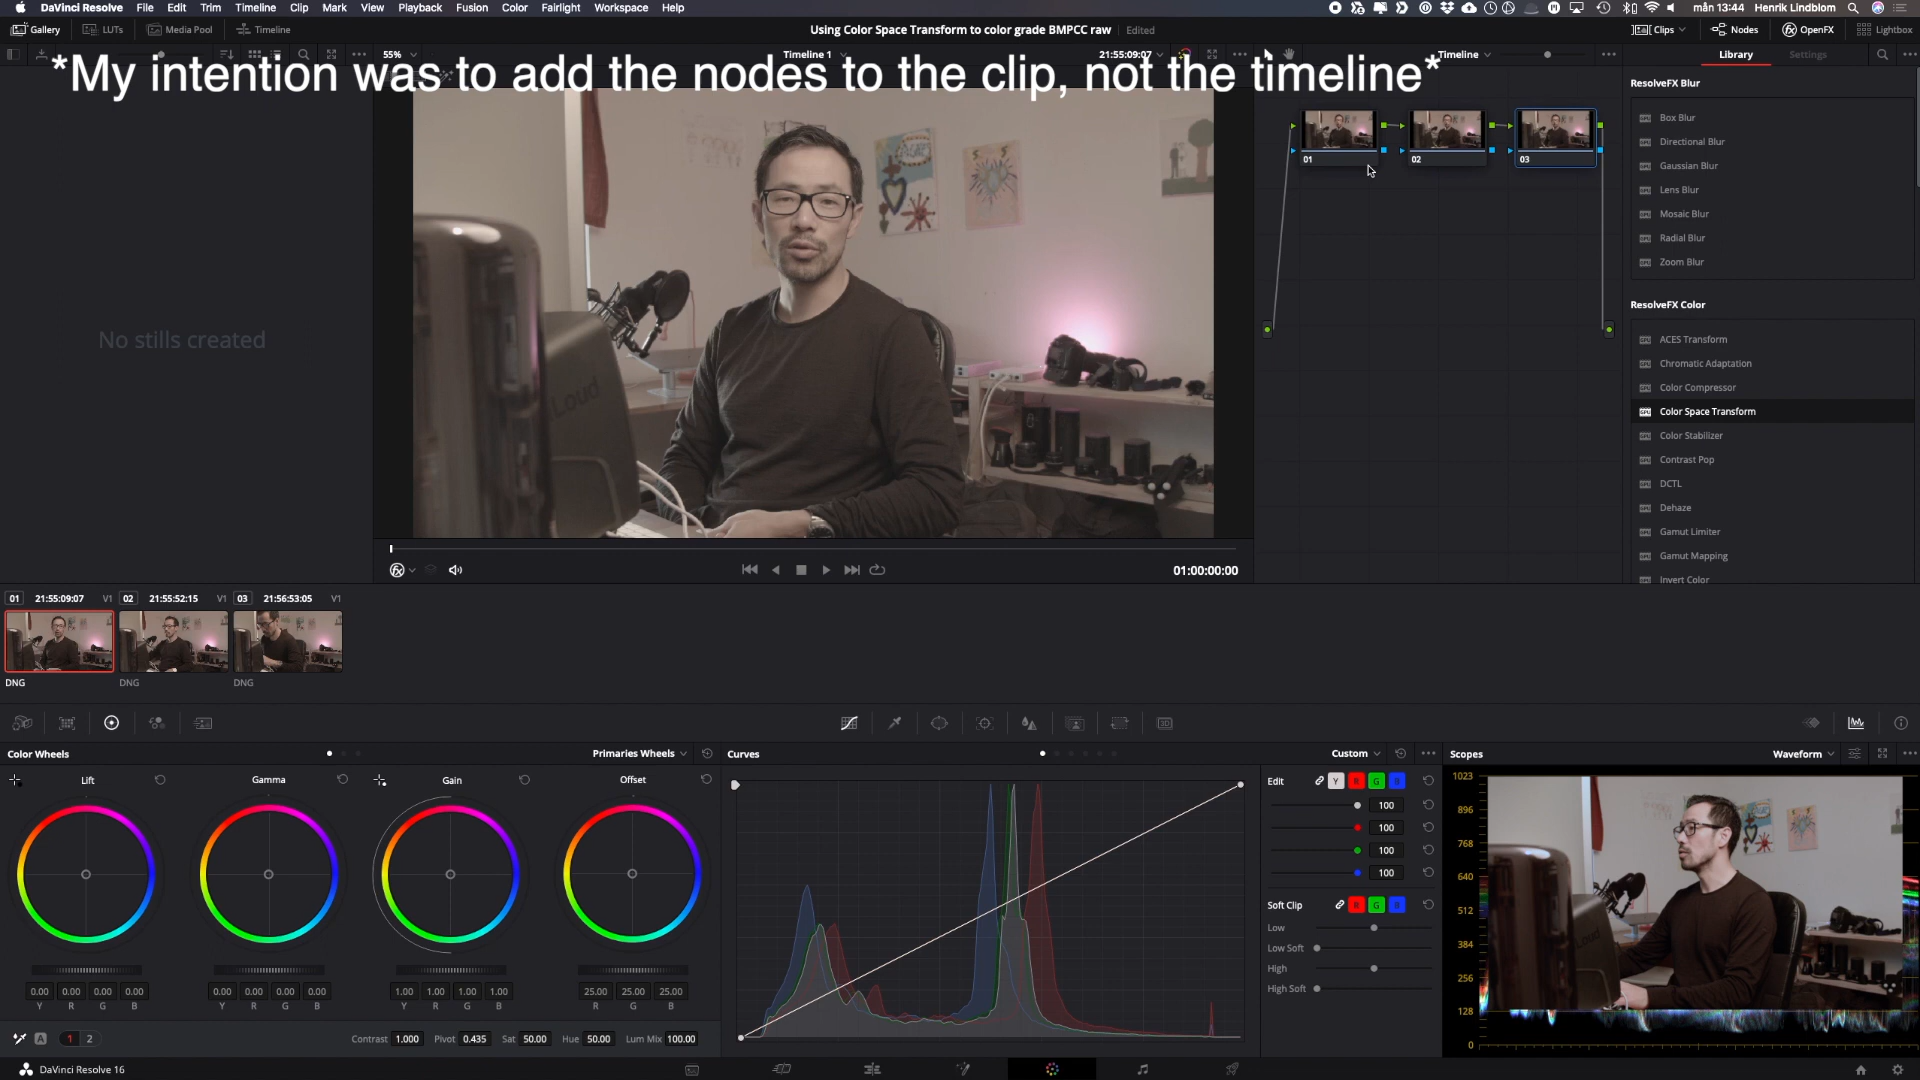 DaVinci Resolve File Edit Trim Timeline Clip Mark View Playback Fusion Color Fairlight Workspace Help mån 13:44 Henrik Lindblom
Gallery LUTs Media Pool Timeline Using Color Space Transform to color grade BMPCC raw Edited Clips Nodes OpenFX Lightbox
55% Timeline 1 21:55:09:07 Timeline Library Settings
*My intention was to add the nodes to the clip, not the timeline*
ResolveFX Blur
Box Blur
Directional Blur
Gaussian Blur
Lens Blur
Mosaic Blur
Radial Blur
Zoom Blur
01 02 03
ResolveFX Color
ACES Transform
Chromatic Adaptation
Color Compressor
Color Space Transform
Color Stabilizer
Contrast Pop
DCTL
Dehaze
Gamut Limiter
Gamut Mapping
Invert Color
No stills created
01:00:00:00
01 21:55:09:07 V1 02 21:55:52:15 V1 03 21:56:53:05 V1
DNG DNG DNG
Color Wheels Primaries Wheels Curves Custom Scopes Waveform
Lift Gamma Gain Offset
0.00 0.00 0.00 0.00 0.00 0.00 0.00 0.00 1.00 1.00 1.00 1.00 25.00 25.00 25.00
Y R G B Y R G B Y R G B R G B
A 1 2 Contrast 1.000 Pivot 0.435 Sat 50.00 Hue 50.00 Lum Mix 100.00
Edit Y R G B
100
100
100
100
Soft Clip R G B
Low
Low Soft
High
High Soft
1023
896
768
640
512
384
256
128
0
DaVinci Resolve 16